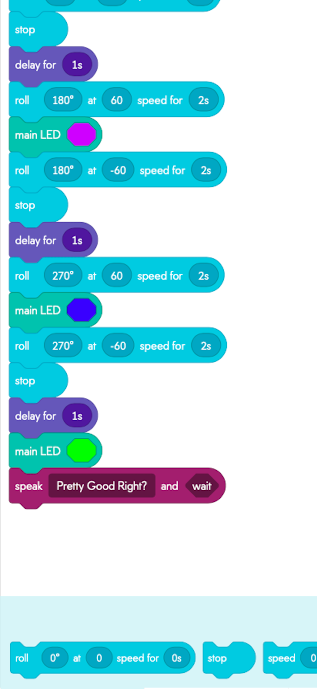 stop
delay for 1s
roll 180° at 60 speed for 2s
main LED
roll 180° at -60 speed for 2s
stop
delay for 1s
roll 270° at 60 speed for 2s
main LED
roll 270° at -60 speed for 2s
stop
delay for 1s
main LED
speak Pretty Good Right? and wait
roll 0° at 0 speed for 0s stop speed 0